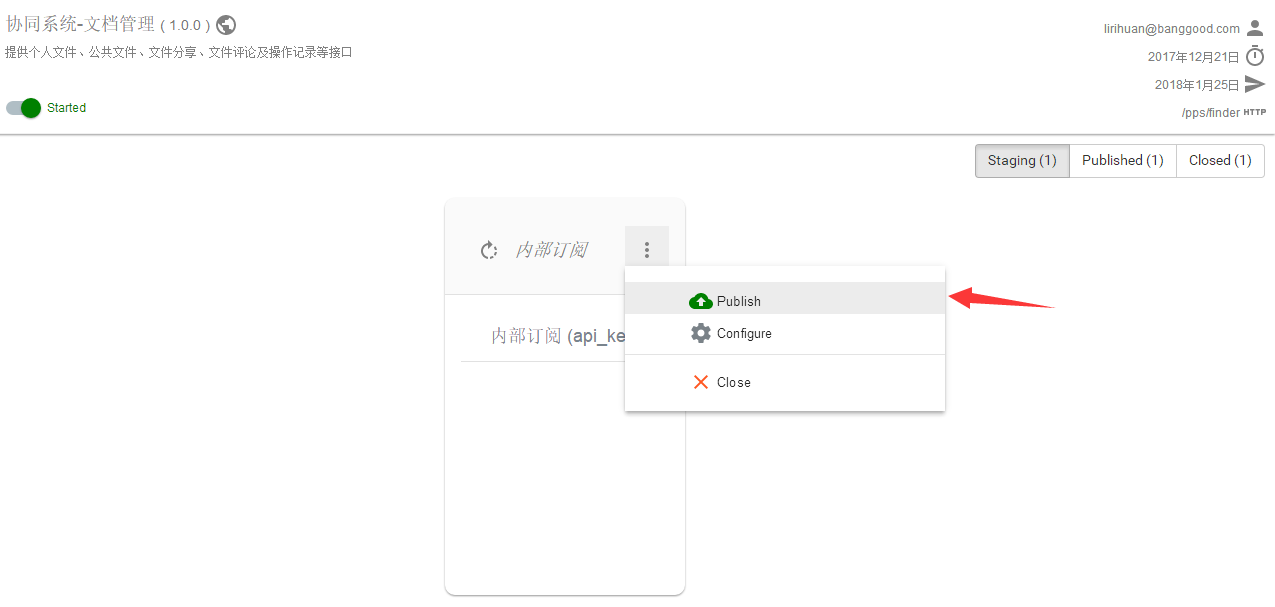 协同系统-文档管理 ( 1.0.0 )
提供个人文件、公共文件、文件分享、文件评论及操作记录等接口
lirihuan@banggood.com
2017年12月21日
2018年1月25日
/pps/finder HTTP
Started
Staging (1) Published (1) Closed (1)
内部订阅
Publish
内部订阅 (api_ke
Configure
Close